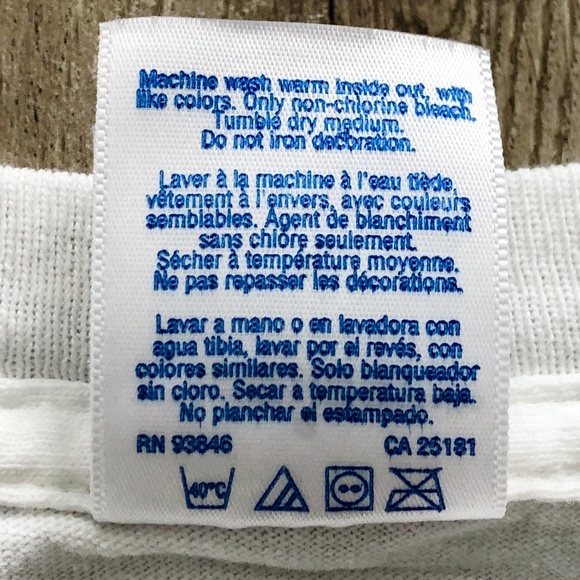 Machine wash warm inside out, with
like colors. Only non-chlorine bleach.
Tumble dry medium.
Do not iron decoration.
Laver à la machine à l'eau tiède,
vêtement à l'envers, avec couleurs
semblables. Agent de blanchiment
sans chlore seulement.
Sécher à température moyenne.
Ne pas repasser les décorations.
Lavar a mano o en lavadora con
agua tibia, lavar por el revés, con
colores similares. Solo blanqueador
sin cloro. Secar a temperatura baja.
No planchar el estampado.
RN 93846 CA 25181
40°C